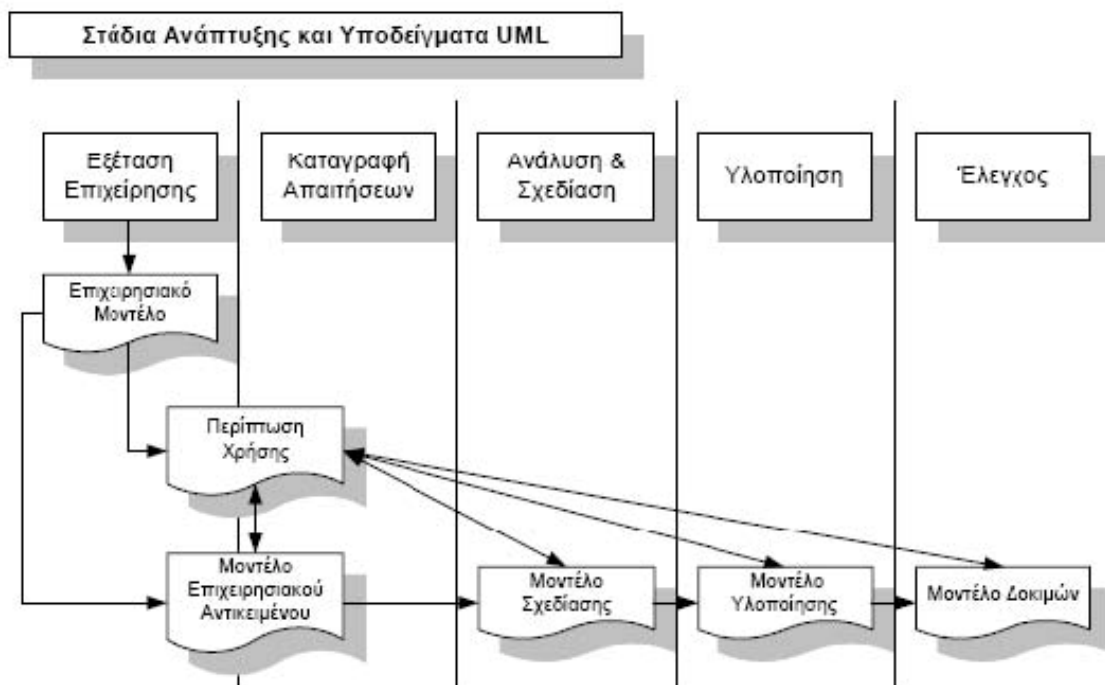 Στάδια Ανάπτυξης και Υποδείγματα UML
Εξέταση
Επιχείρησης
Καταγραφή
Απαιτήσεων
Ανάλυση &
Σχεδίαση
Υλοποίηση
Έλεγχος
Επιχειρησιακό
Μοντέλο
Περίπτωση
Χρήσης
Μοντέλο
Επιχειρησιακού
Αντικειμένου
Μοντέλο
Σχεδίασης
Μοντέλο
Υλοποίησης
Μοντέλο Δοκιμών